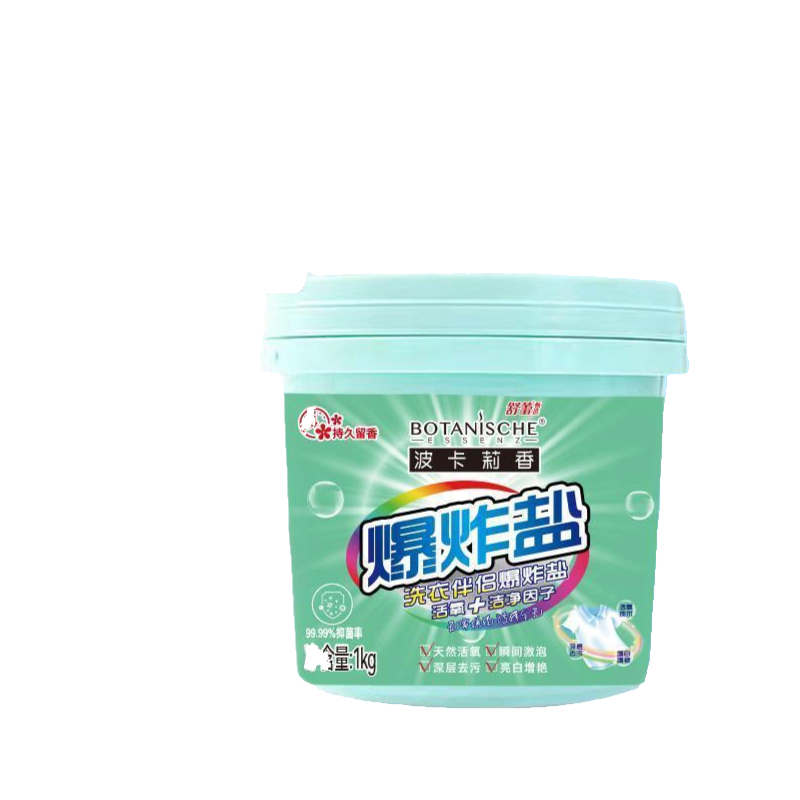 舒蕾
持久留香
BOTANISCHE®
ESSENZ
波卡莉香
爆炸盐
洗衣伴侣爆炸盐
活氧+洁净因子
99.99%抑菌率
含量:1kg
天然活氧 瞬间激泡
深层去污 亮白增艳